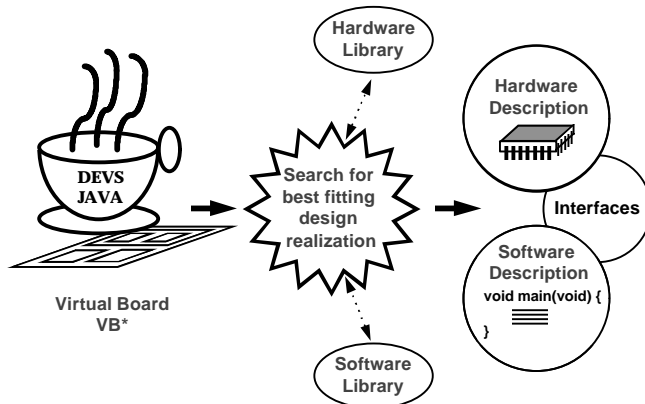 Hardware
Library
DEVS
JAVA
Virtual Board
VB*
Search for
best fitting
design
realization
Software
Library
Hardware
Description
Interfaces
Software
Description
void main(void) {
}